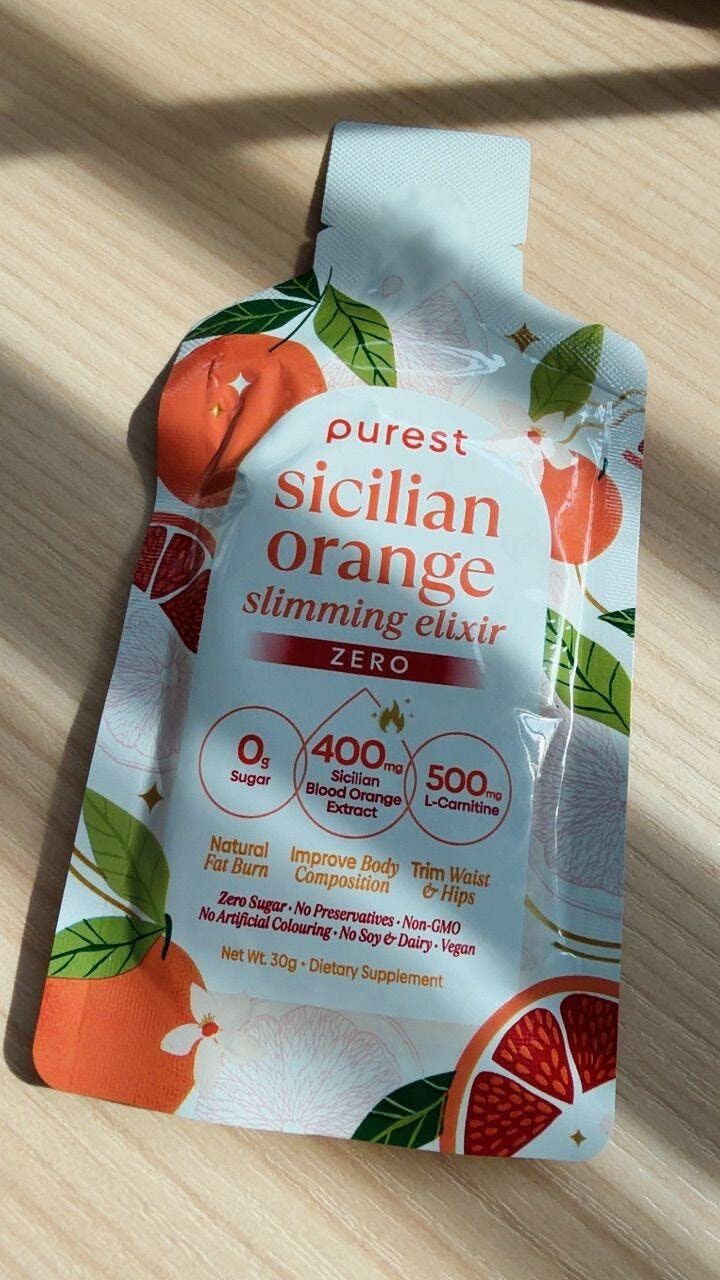 purest
sicilian
orange
slimming elixir
ZERO
0g
Sugar
400mg
Sicilian
Blood Orange
Extract
500mg
L-Carnitine
Natural
Fat Burn
Improve Body
Composition
Trim Waist
& Hips
Zero Sugar • No Preservatives • Non-GMO
No Artificial Colouring • No Soy & Dairy • Vegan
Net Wt. 30g • Dietary Supplement